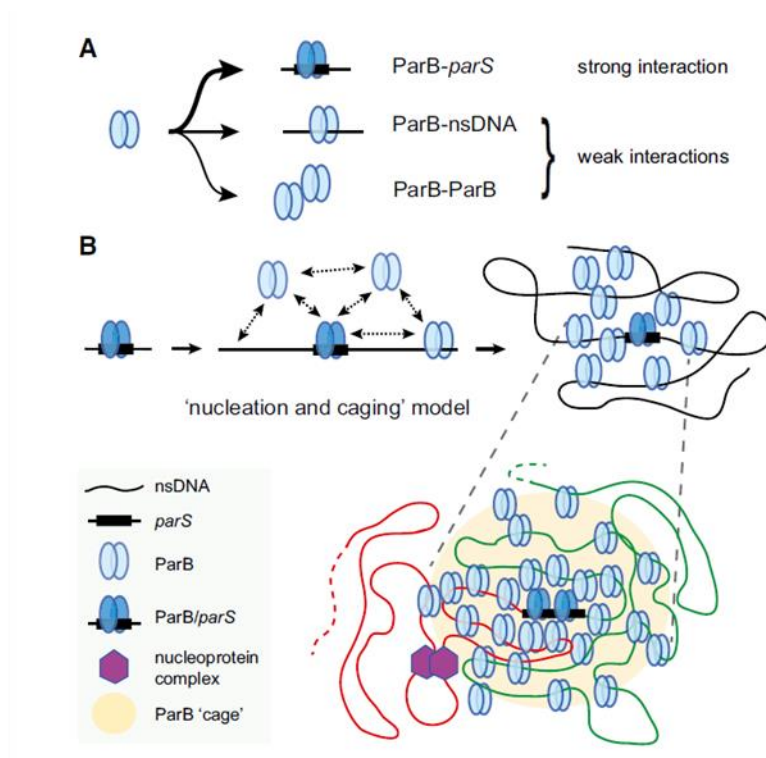 A
ParB-parS
strong interaction
ParB-nsDNA
weak interactions
ParB-ParB
B
‘nucleation and caging’ model
nsDNA
parS
ParB
ParB/parS
nucleoprotein
complex
ParB ‘cage’